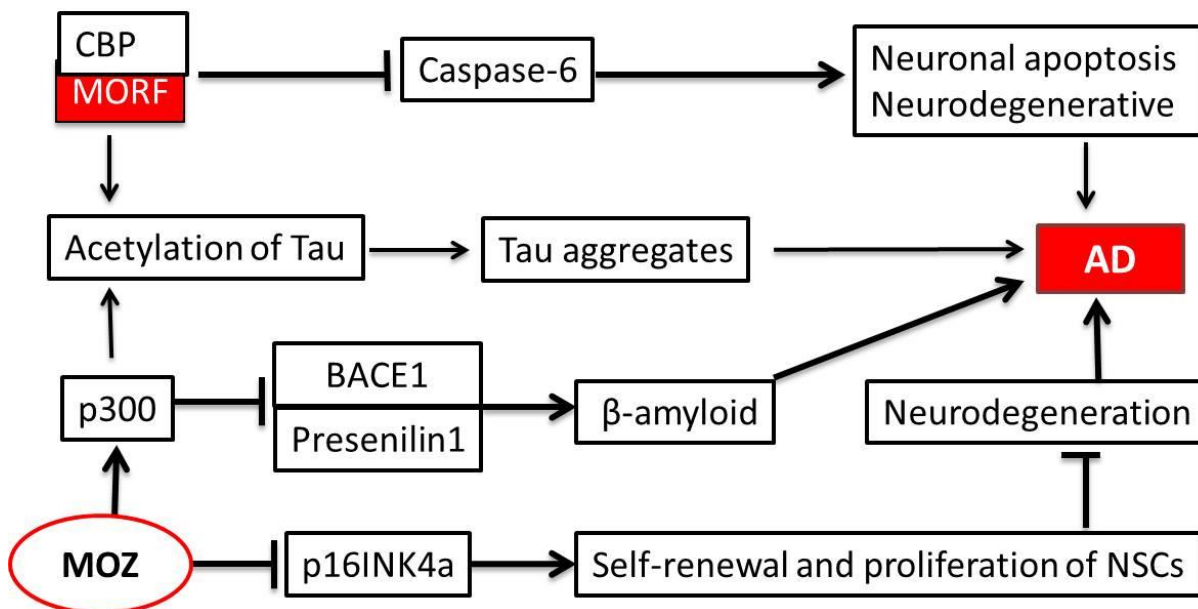 CBP
MORF
Caspase-6
Neuronal apoptosis
Neurodegenerative
Acetylation of Tau
Tau aggregates
AD
p300
BACE1
Presenilin1
β-amyloid
Neurodegeneration
MOZ
p16INK4a
Self-renewal and proliferation of NSCs